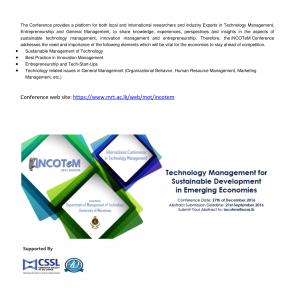 The Conference provides a platform for both local and international researchers and industry Experts in Technology Management,
Entrepreneurship and General Management, to share knowledge, experiences, perspectives and insights in the aspects of
sustainable technology management, innovation management and entrepreneurship. Therefore, the INCOTeM Conference
addresses the need and importance of the following elements which will be vital for the economies to stay ahead of competition.
• Sustainable Management of Technology
• Best Practice in Innovation Management
• Entrepreneurship and Tech-Start-Ups
• Technology related issues in General Management (Organizational Behavior, Human Resource Management, Marketing
Management, etc.)
Conference web site: https://www.mrt.ac.lk/web/mot/incotem
International Conference
in Technology Management
INCOTeM
Department of Management of Technology
University of Moratuwa
Technology Management for
Sustainable Development
in Emerging Economies
Conference Date: 27th of December 2016
Abstract Submission Deadline: 21st September 2016
Submit Your Abstract to:
Supported By
CSSL